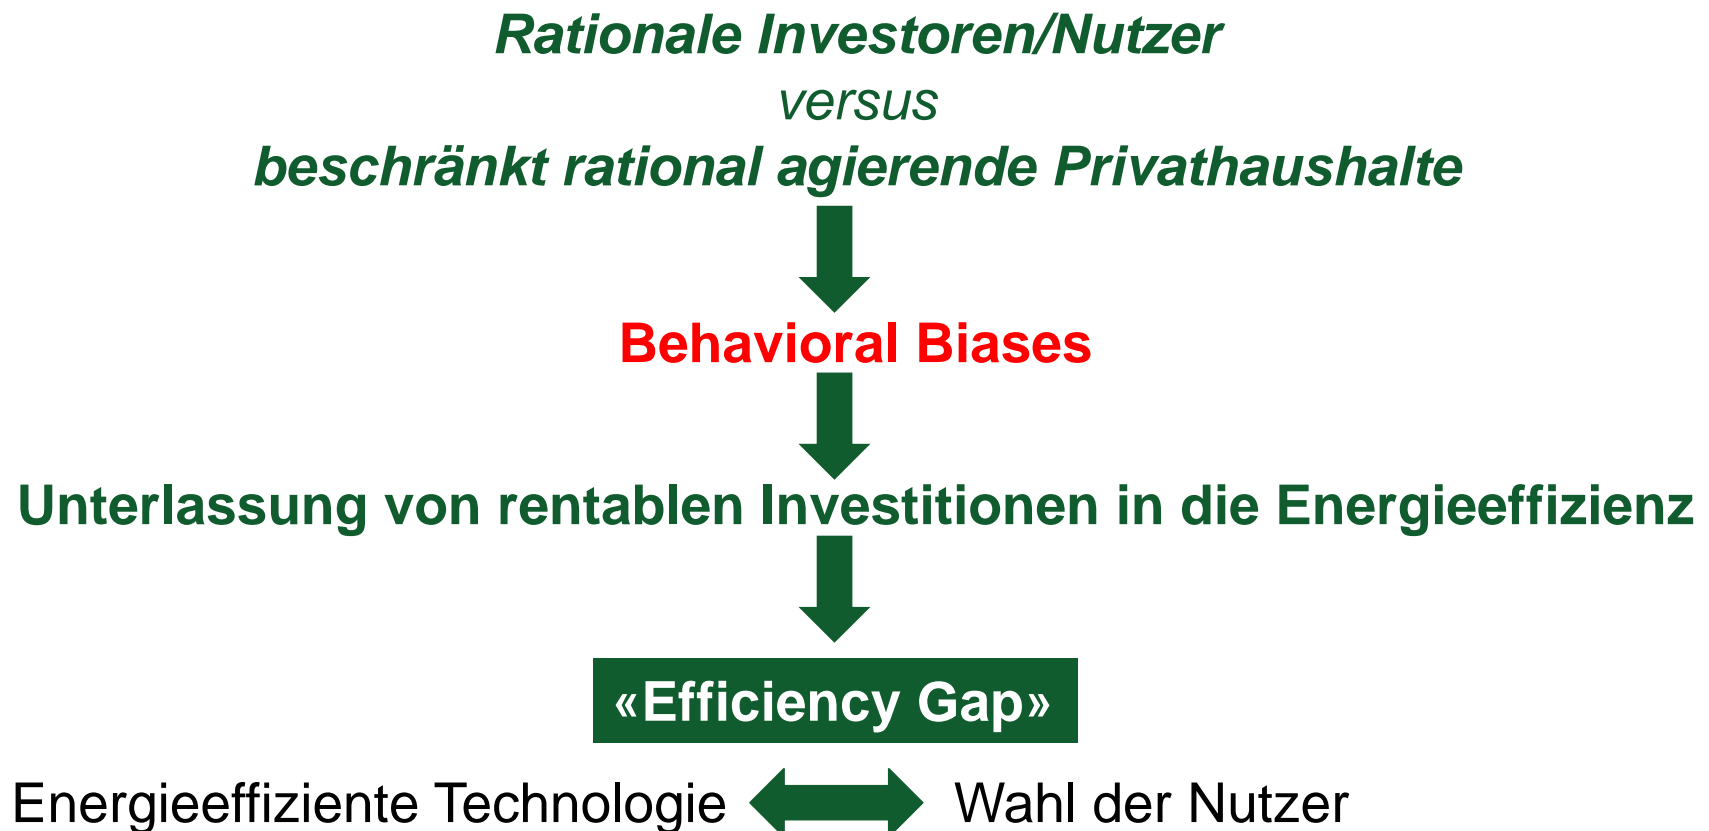 Rationale Investoren/Nutzer
versus
beschränkt rational agierende Privathaushalte
Behavioral Biases
Unterlassung von rentablen Investitionen in die Energieeffizienz
«Efficiency Gap»
Energieeffiziente Technologie Wahl der Nutzer